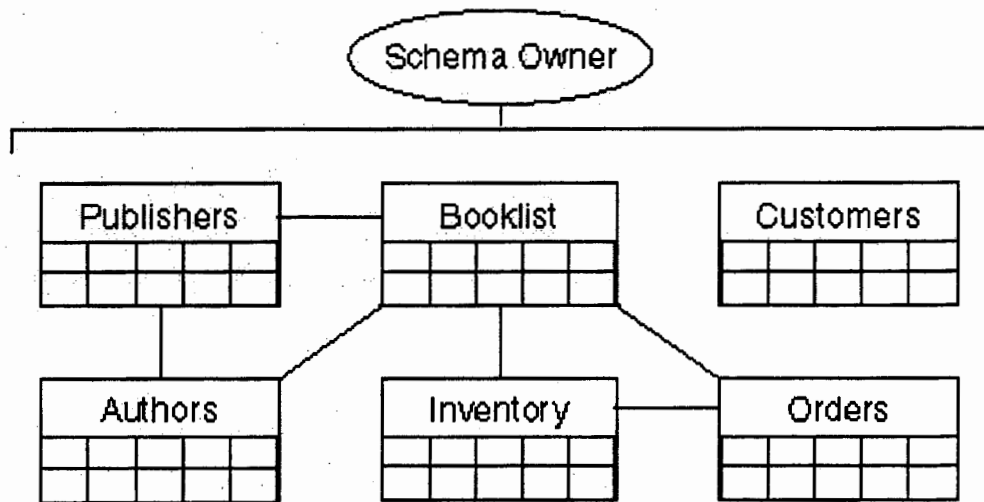 Schema Owner
Publishers
Booklist
Customers
Authors
Inventory
Orders